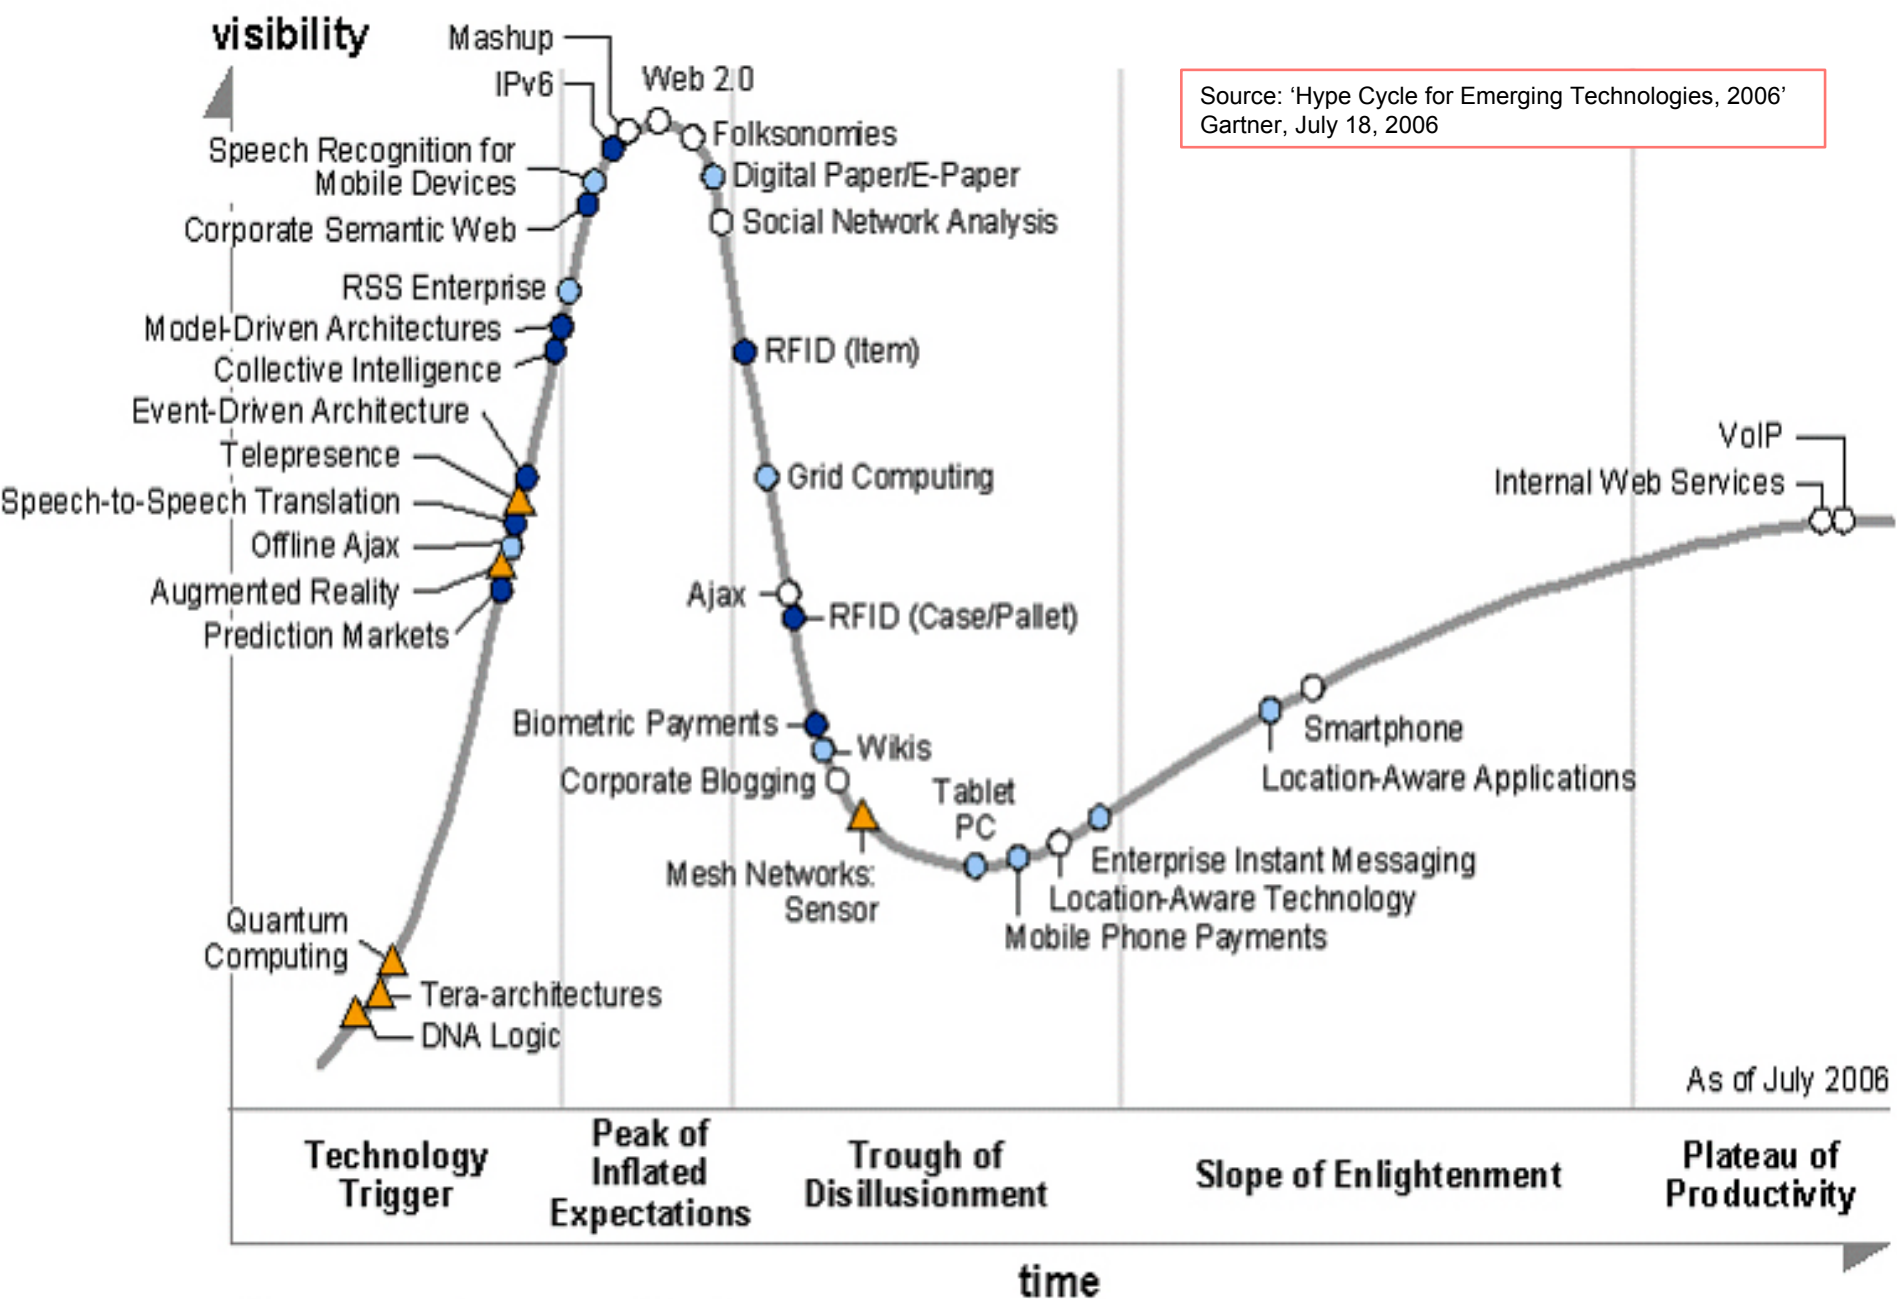 visibility
Mashup
IPv6
Web 2.0
Source: ‘Hype Cycle for Emerging Technologies, 2006’
Gartner, July 18, 2006
Folksonomies
Speech Recognition for
Mobile Devices
Digital Paper/E-Paper
Corporate Semantic Web
Social Network Analysis
RSS Enterprise
Model-Driven Architectures
Collective Intelligence
RFID (Item)
Event-Driven Architecture
Telepresence
Speech-to-Speech Translation
Offline Ajax
Augmented Reality
Prediction Markets
Grid Computing
VoIP
Internal Web Services
Ajax
RFID (Case/Pallet)
Biometric Payments
Wikis
Corporate Blogging
Mesh Networks:
Sensor
Tablet
PC
Smartphone
Location-Aware Applications
Enterprise Instant Messaging
Location-Aware Technology
Mobile Phone Payments
Quantum
Computing
Tera-architectures
DNA Logic
As of July 2006
Technology
Trigger
Peak of
Inflated
Expectations
Trough of
Disillusionment
Slope of Enlightenment
Plateau of
Productivity
time